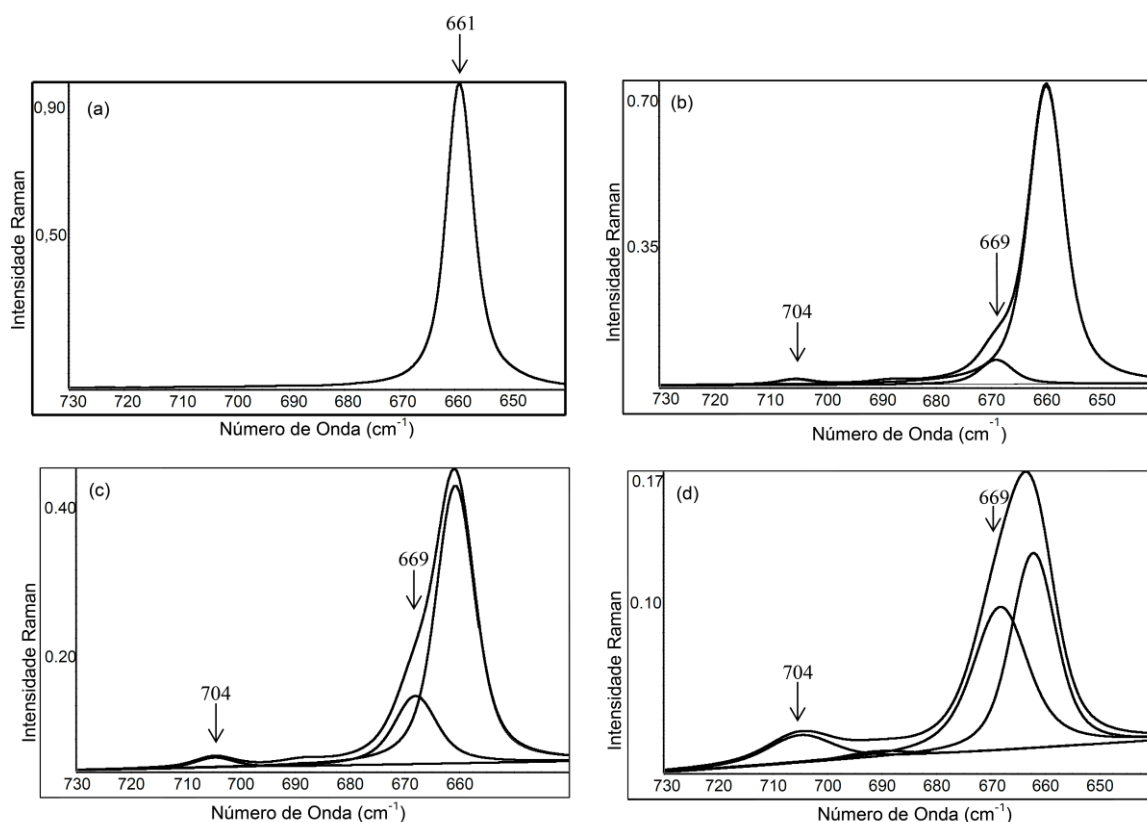 661
(a)
0,90
0,50
Intensidade Raman
730 720 710 700 690 680 670 660 650
Número de Onda (cm⁻¹)
(b)
0.70
0.35
669
704
Intensidade Raman
730 720 710 700 690 680 670 660 650
Número de Onda (cm⁻¹)
(c)
0.40
0.20
669
704
Intensidade Raman
730 720 710 700 690 680 670 660
Número de Onda (cm⁻¹)
(d)
0.17
0.10
669
704
Intensidade Raman
730 720 710 700 690 680 670 660 650
Número de Onda (cm⁻¹)